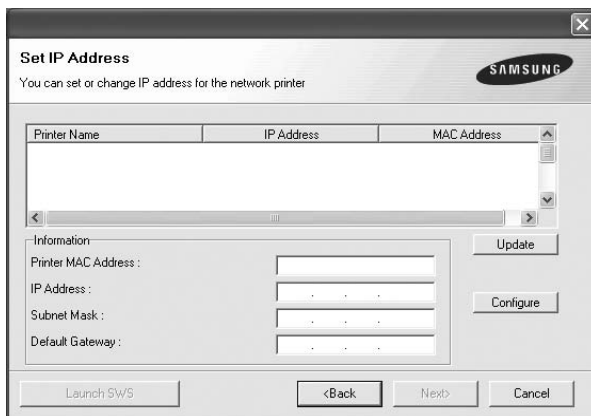 Set IP Address
You can set or change IP address for the network printer
SAMSUNG
Printer Name IP Address MAC Address
Information
Update
Printer MAC Address :
IP Address : . . .
Configure
Subnet Mask : . . .
Default Gateway : . . .
Launch SWS <Back Next> Cancel